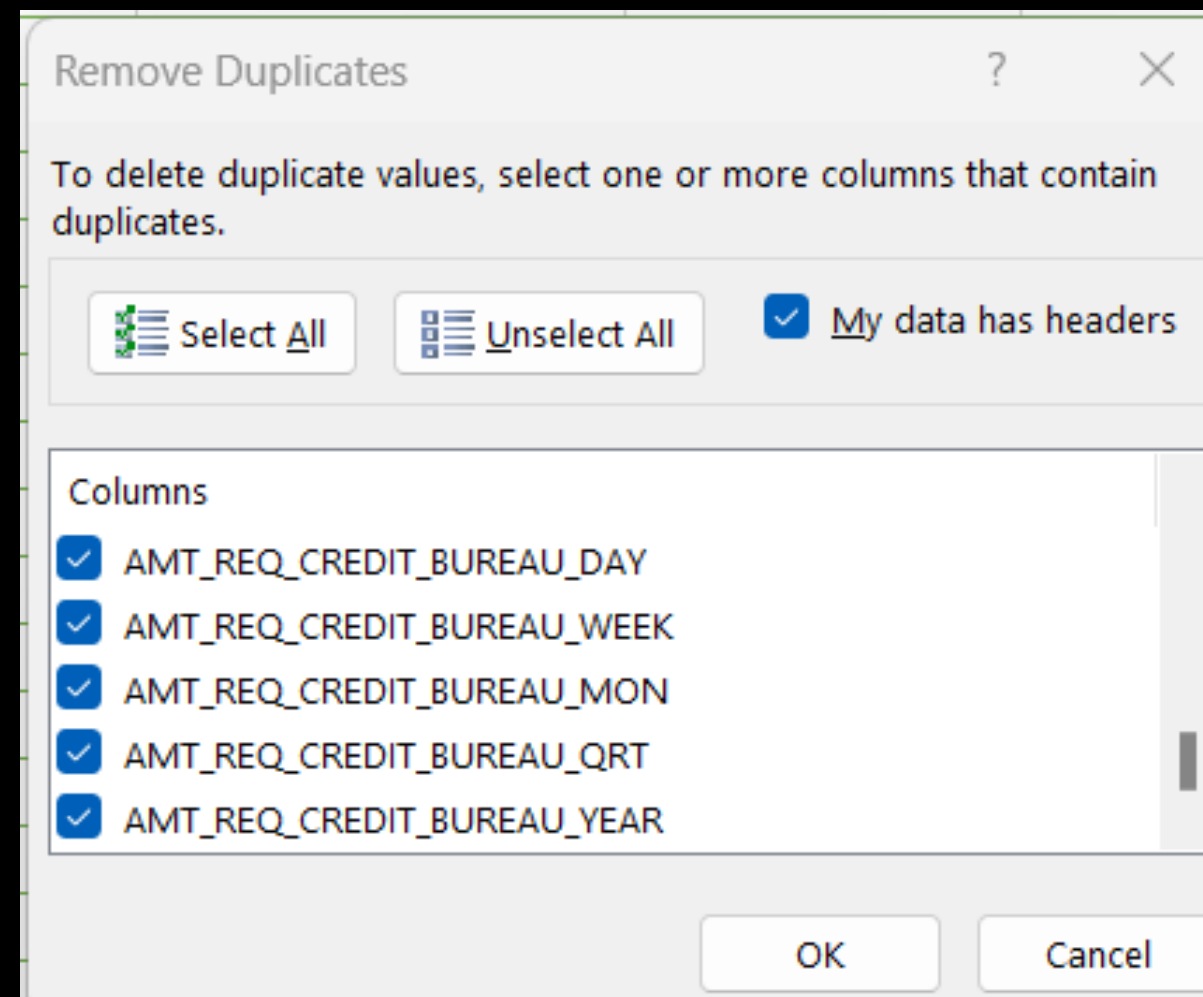 Remove Duplicates ?
To delete duplicate values, select one or more columns that contain
duplicates.
Select All Unselect All My data has headers
Columns
AMT_REQ_CREDIT_BUREAU_DAY
AMT_REQ_CREDIT_BUREAU_WEEK
AMT_REQ_CREDIT_BUREAU_MON
AMT_REQ_CREDIT_BUREAU_QRT
AMT_REQ_CREDIT_BUREAU_YEAR
OK Cancel